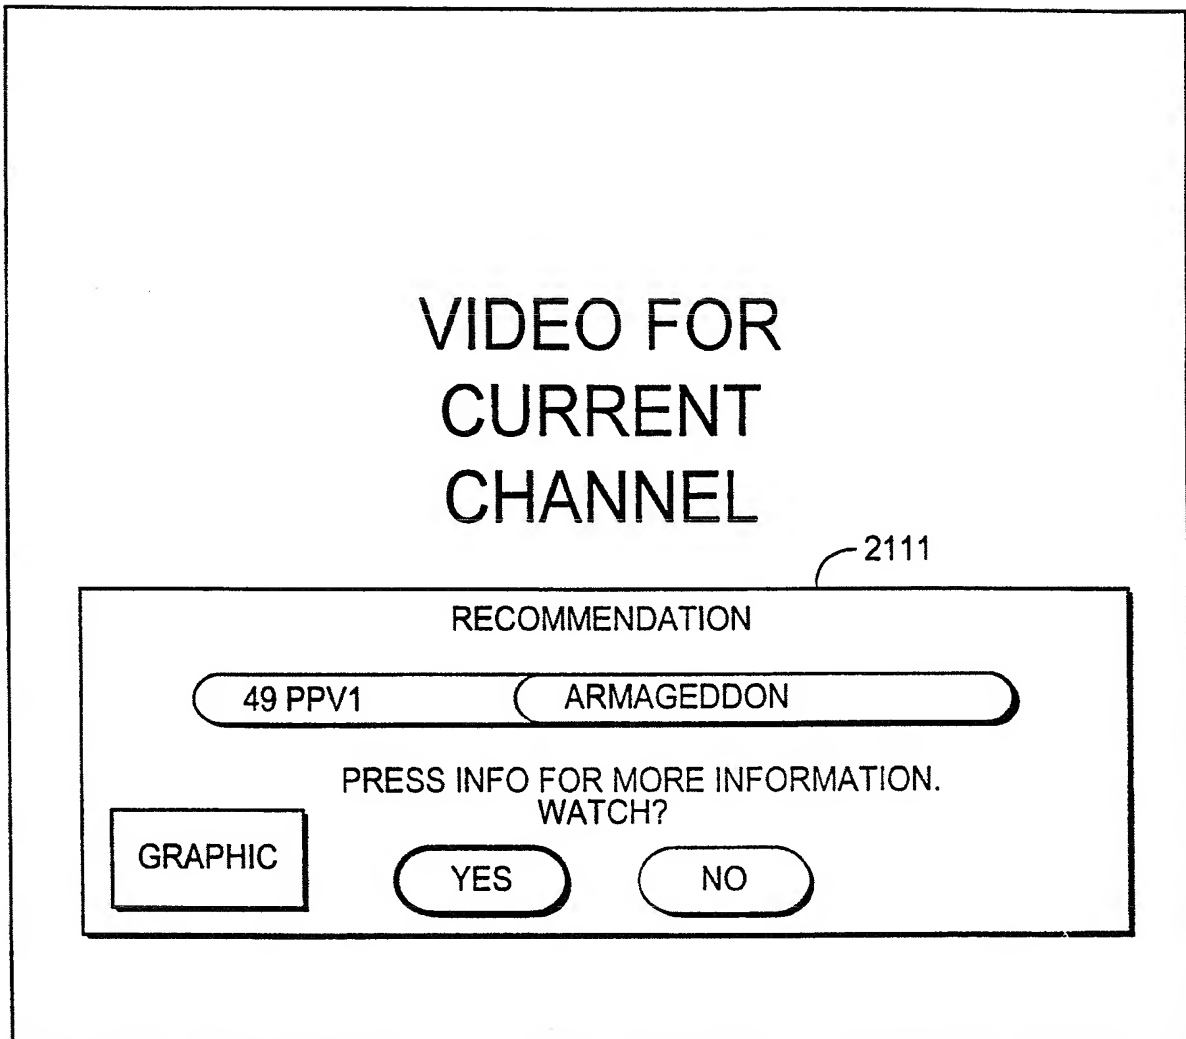 VIDEO FOR
CURRENT
CHANNEL
2111
RECOMMENDATION
49 PPV1 ARMAGEDDON
PRESS INFO FOR MORE INFORMATION.
WATCH?
GRAPHIC
YES NO